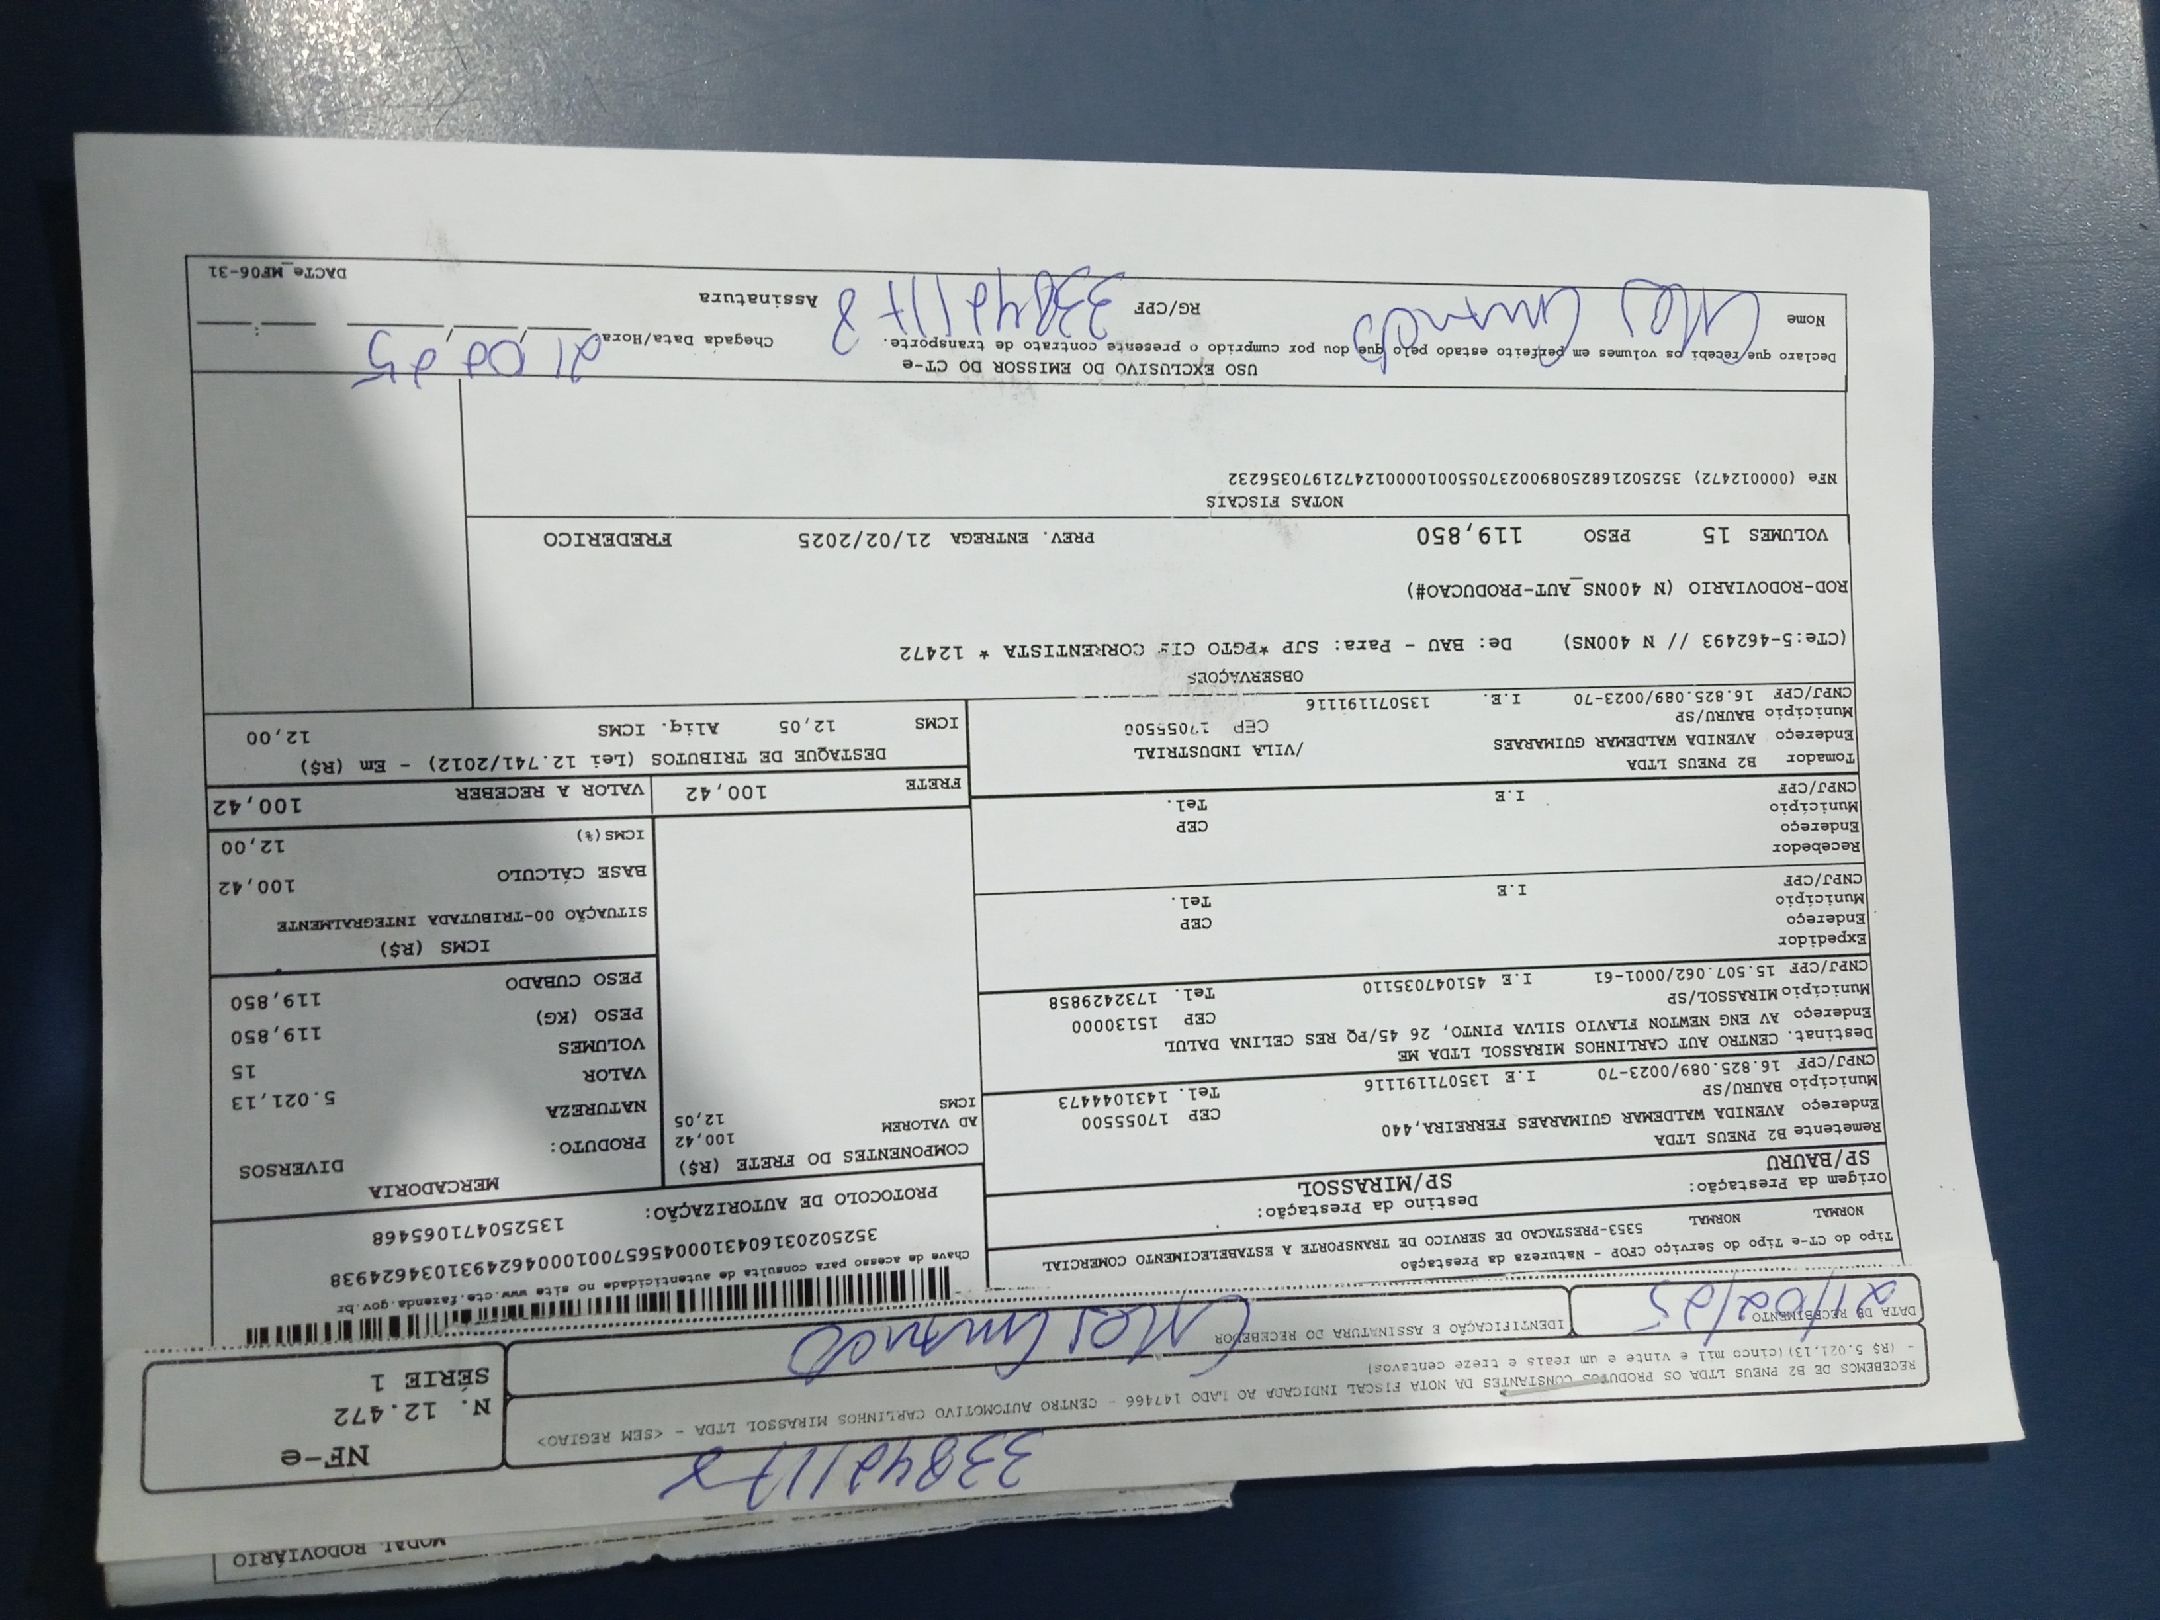 MODAL RODOVIÁRIO
338421178
RECEBEMOS DE B2 PNEUS LTDA OS PRODUTOS CONSTANTES DA NOTA FISCAL INDICADA AO LADO 147466 - CENTRO AUTOMOTIVO CARLINHOS MIRASSOL LTDA - <SEM REGIAO>
- (R$ 5.021,13)(cinco mil e vinte e um reais e treze centavos)
NF-e
N. 12.472
SÉRIE 1
DATA DE RECEBIMENTO
21/02/25
IDENTIFICAÇÃO E ASSINATURA DO RECEBEDOR
Tipo do CT-e Tipo do Serviço CFOP - Natureza da Prestação
NORMAL NORMAL 5353-PRESTACAO DE SERVICO DE TRANSPORTE A ESTABELECIMENTO COMERCIAL
Origem da Prestação: Destino da Prestação:
SP/BAURU SP/MIRASSOL
Chave de acesso para consulta de autenticidade no site www.cte.fazenda.gov.br
35250203160431000456570010004624931034624938
PROTOCOLO DE AUTORIZAÇÃO: 135250471065468
Remetente B2 PNEUS LTDA
Endereço AVENIDA WALDEMAR GUIMARAES FERREIRA,440
Município BAURU/SP CEP 17055500
CNPJ/CPF 16.825.089/0023-70 I.E 135071191116 Tel. 1431044473
Destinat. CENTRO AUT CARLINHOS MIRASSOL LTDA ME
Endereço AV ENG NEWTON FLAVIO SILVA PINTO, 26 45/PQ RES CELINA DALUL
Município MIRASSOL/SP CEP 15130000
CNPJ/CPF 15.507.062/0001-61 I.E 451047035110 Tel. 1732429858
Expedidor
Endereço
Município CEP
CNPJ/CPF I.E Tel.
Recebedor
Endereço
Município CEP
CNPJ/CPF I.E Tel.
Tomador B2 PNEUS LTDA
Endereço AVENIDA WALDEMAR GUIMARAES /VILA INDUSTRIAL
Município BAURU/SP CEP 17055500
CNPJ/CPF 16.825.089/0023-70 I.E. 135071191116
COMPONENTES DO FRETE (R$)
AD VALOREM 100,42
ICMS 12,05
MERCADORIA
PRODUTO: DIVERSOS
NATUREZA
VALOR 5.021,13
VOLUMES 15
PESO (KG) 119,850
PESO CUBADO 119,850
ICMS (R$)
SITUAÇÃO 00-TRIBUTADA INTEGRALMENTE
BASE CÁLCULO 100,42
ICMS(%) 12,00
FRETE 100,42 VALOR A RECEBER 100,42
DESTAQUE DE TRIBUTOS (Lei 12.741/2012) - Em (R$)
ICMS 12,05 Aliq. ICMS 12,00
OBSERVAÇOES
(CTe:5-462493 // N 400NS) De: BAU - Para: SJP *PGTO CORRENTISTA * 12472
ROD-RODOVIARIO (N 400NS_AUT-PRODUCAO#)
VOLUMES 15 PESO 119,850 PREV. ENTREGA 21/02/2025 FREDERICO
NOTAS FISCAIS
NFe (00012472) 35250216825089002370550010000124721970356232
USO EXCLUSIVO DO EMISSOR DO CT-e
Declaro que recebi os volumes em perfeito estado pelo que dou por cumprido o presente contrato de transporte.
Chegada Data/Hora 21,02,25
Nome
RG/CPF 338421178
Assinatura
DACTe_MF06-31